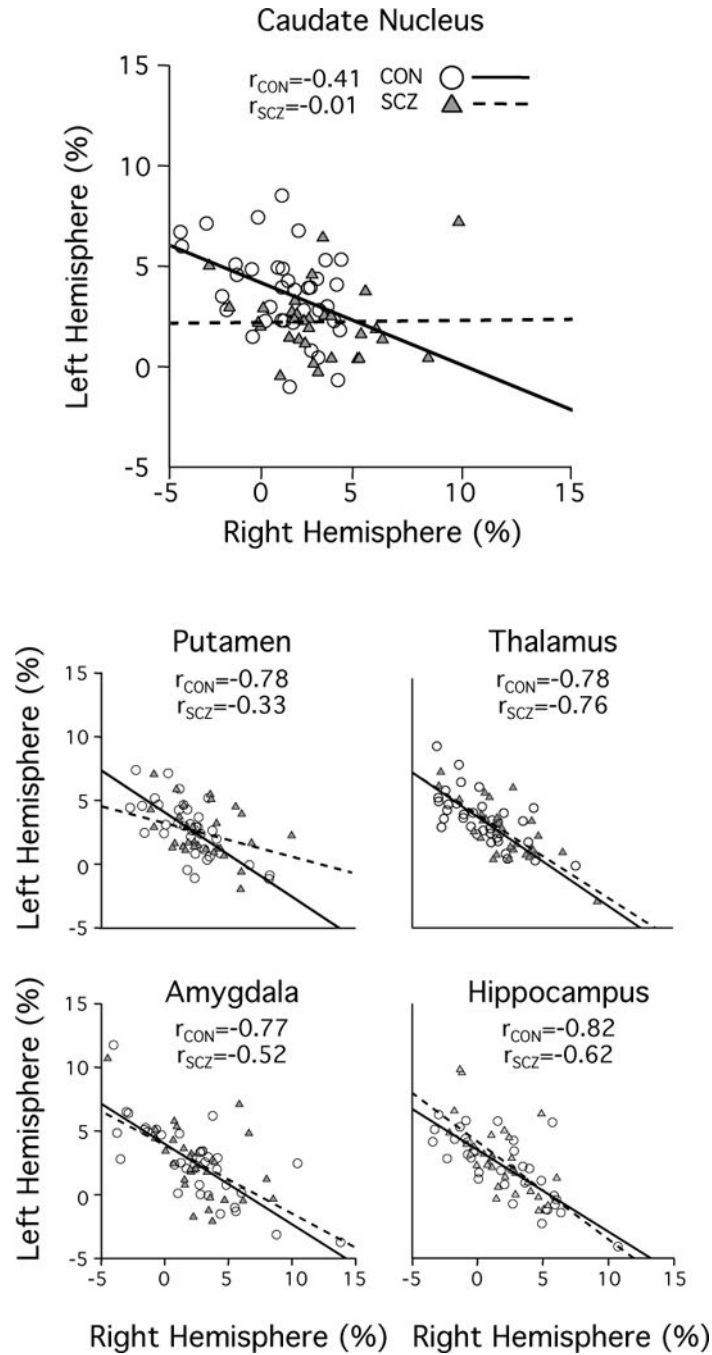 Caudate Nucleus
r_CON=-0.41 CON
r_SCZ=-0.01 SCZ
15
10
5
0
-5
Left Hemisphere (%)
-5 0 5 10 15
Right Hemisphere (%)
Putamen
r_CON=-0.78
r_SCZ=-0.33
15
10
5
0
-5
Left Hemisphere (%)
Thalamus
r_CON=-0.78
r_SCZ=-0.76
Amygdala
r_CON=-0.77
r_SCZ=-0.52
15
10
5
0
-5
Left Hemisphere (%)
-5 0 5 10 15
Right Hemisphere (%)
Hippocampus
r_CON=-0.82
r_SCZ=-0.62
-5 0 5 10 15
Right Hemisphere (%)